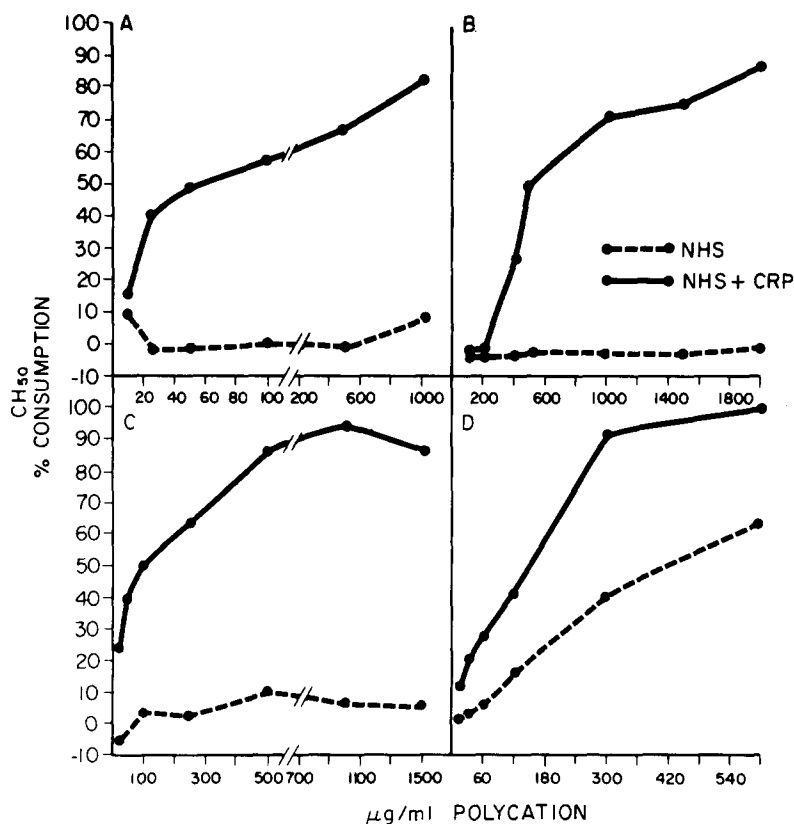 A
B
100
90
80
70
60
50
40
30
20
10
0
-10
NHS
NHS + CRP
20 40 60 80 100 200 600 1000
200 600 1000 1400 1800
CH50
% CONSUMPTION
C
D
100
90
80
70
60
50
40
30
20
10
0
-10
100 300 500 700 1100 1500
60 180 300 420 540
µg/ml POLYCATION